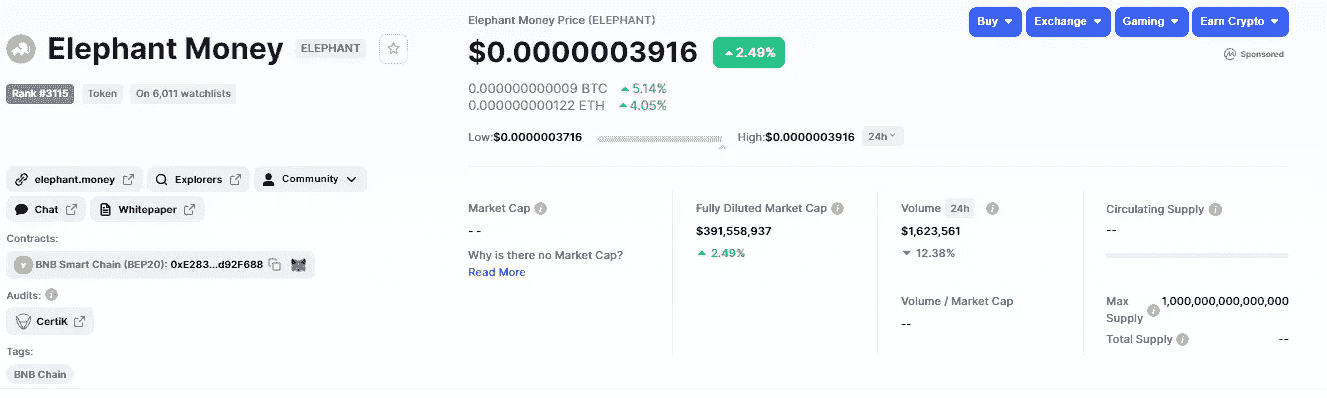 Elephant Money ELEPHANT
Rank #3115 Token On 6,011 watchlists
elephant.money Explorers Community
Chat Whitepaper
Contracts:
BNB Smart Chain (BEP20): 0xE283...d92F688
Audits:
CertiK
Tags:
BNB Chain
Elephant Money Price (ELEPHANT)
$0.0000003916 2.49%
0.000000000009 BTC 5.14%
0.000000000122 ETH 4.05%
Low:$0.0000003716 High:$0.0000003916 24h
Buy Exchange Gaming Earn Crypto
Sponsored
Market Cap
- -
Why is there no Market Cap?
Read More
Fully Diluted Market Cap
$391,558,937
2.49%
Volume 24h
$1,623,561
12.38%
Volume / Market Cap
--
Circulating Supply
--
Max Supply 1,000,000,000,000,000
Total Supply --